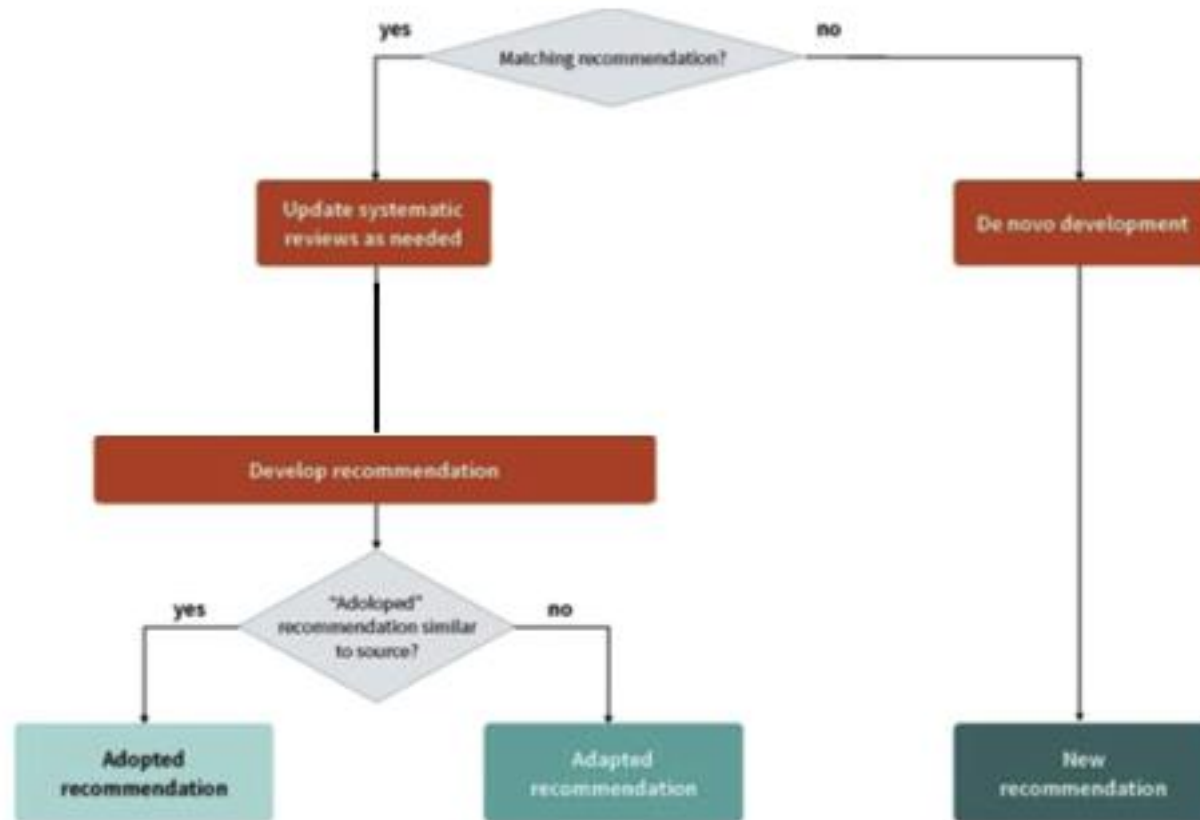 yes
no
Matching recommendation?
Update systematic
reviews as needed
De novo development
Develop recommendation
yes
no
"Adoloped"
recommendation similar
to source?
Adopted
recommendation
Adapted
recommendation
New
recommendation